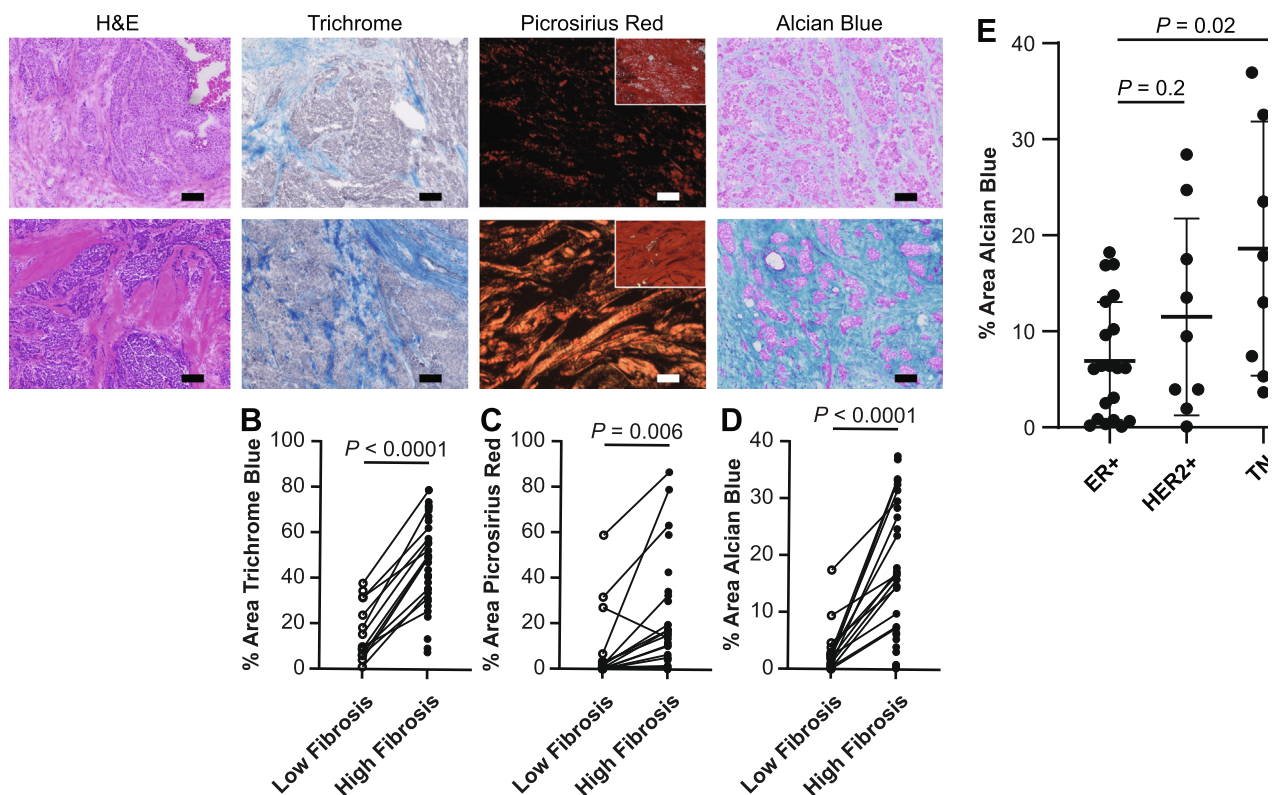 H&E
Trichrome
Picrosirius Red
Alcian Blue
E
P = 0.02
P = 0.2
% Area Alcian Blue
40
30
20
10
0
ER+
HER2+
TN
B
P < 0.0001
% Area Trichrome Blue
100
80
60
40
20
0
Low Fibrosis
High Fibrosis
C
P = 0.006
% Area Picrosirius Red
100
80
60
40
20
0
Low Fibrosis
High Fibrosis
D
P < 0.0001
% Area Alcian Blue
40
30
20
10
0
Low Fibrosis
High Fibrosis